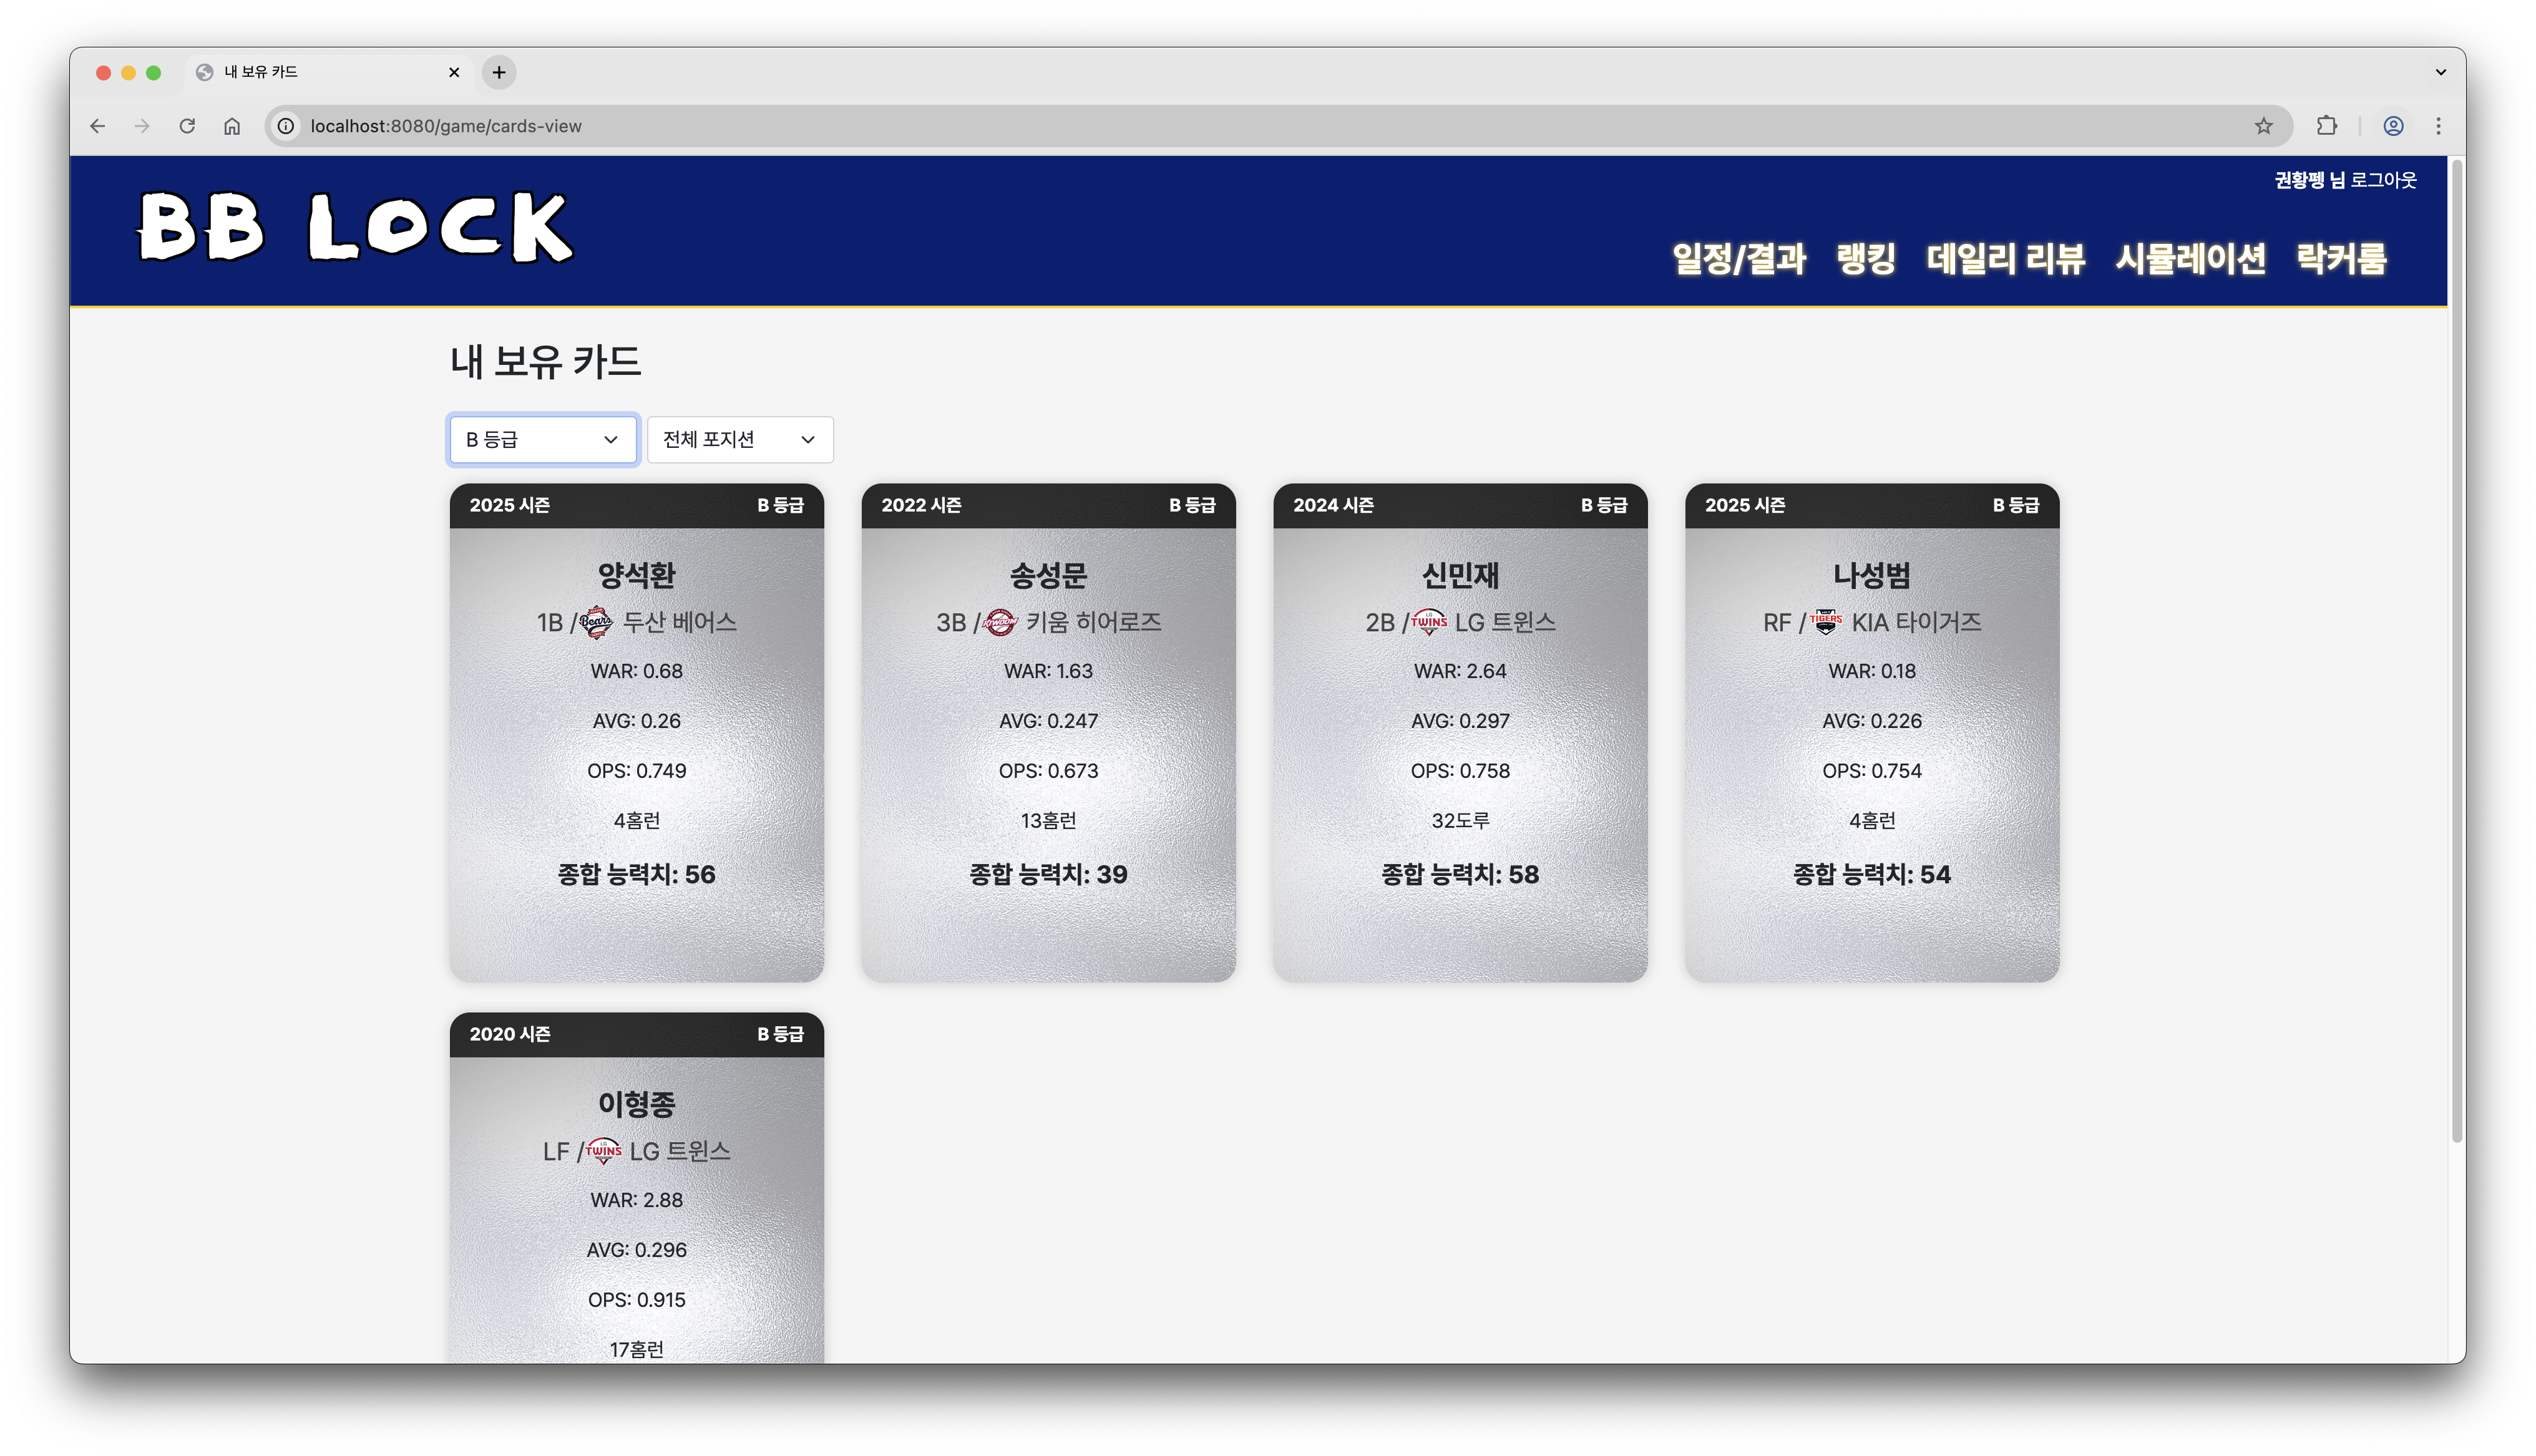 내 보유 카드
localhost:8080/game/cards-view
권황펭 님 로그아웃
BB LOCK
일정/결과 랭킹 데일리 리뷰 시뮬레이션 락커룸
내 보유 카드
B 등급
전체 포지션
2025 시즌 B 등급
양석환
1B / Bears 두산 베어스
WAR: 0.68
AVG: 0.26
OPS: 0.749
4홈런
종합 능력치: 56
2022 시즌 B 등급
송성문
3B / KIWOOM 키움 히어로즈
WAR: 1.63
AVG: 0.247
OPS: 0.673
13홈런
종합 능력치: 39
2024 시즌 B 등급
신민재
2B / LG TWINS LG 트윈스
WAR: 2.64
AVG: 0.297
OPS: 0.758
32도루
종합 능력치: 58
2025 시즌 B 등급
나성범
RF / TIGERS KIA 타이거즈
WAR: 0.18
AVG: 0.226
OPS: 0.754
4홈런
종합 능력치: 54
2020 시즌 B 등급
이형종
LF / LG TWINS LG 트윈스
WAR: 2.88
AVG: 0.296
OPS: 0.915
17홈런